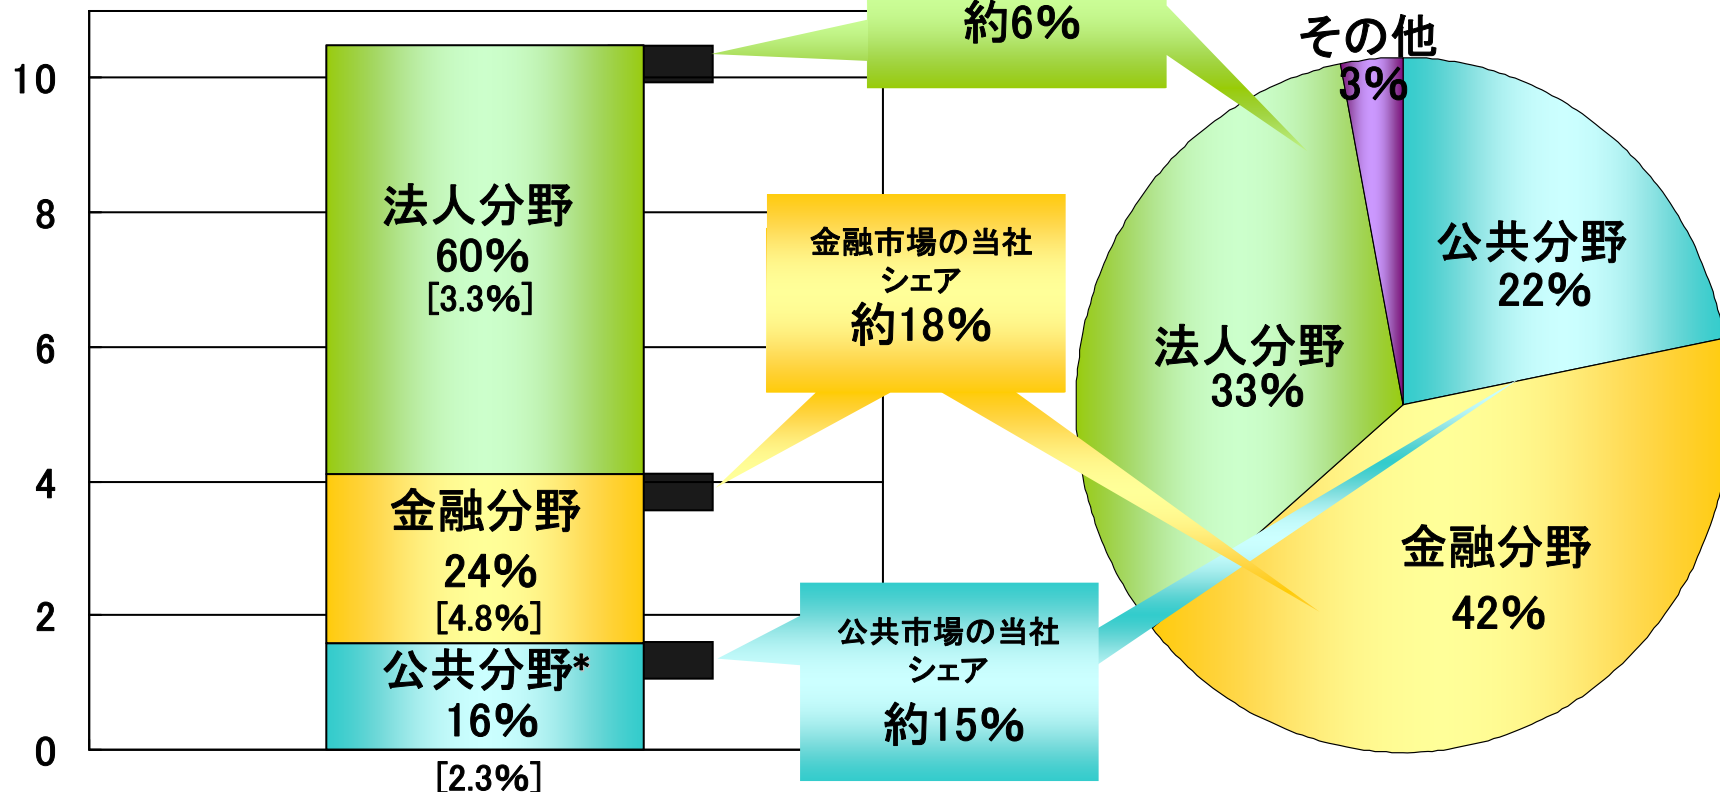 10
8
6
4
2
0
法人分野
60%
[3.3%]
金融分野
24%
[4.8%]
公共分野*
16%
[2.3%]
約6%
金融市場の当社
シェア
約18%
公共市場の当社
シェア
約15%
その他
3%
公共分野
22%
法人分野
33%
金融分野
42%